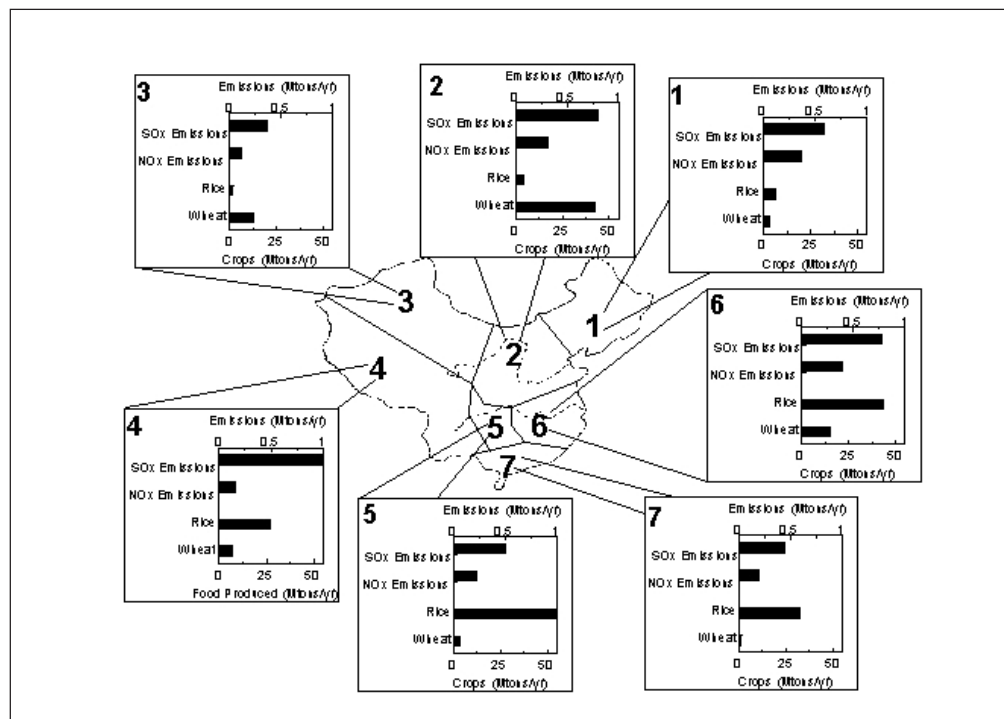 3
Emissions (Mtons/yr)
0 0.5 1
SOx Emissions
NOx Emissions
Rice
Wheat
0 25 50
Crops (Mtons/yr)
2
Emissions (Mtons/yr)
0 0.5 1
SOx Emissions
NOx Emissions
Rice
Wheat
0 25 50
Crops (Mtons/yr)
1
Emissions (Mtons/yr)
0 0.5 1
SOx Emissions
NOx Emissions
Rice
Wheat
0 25 50
Crops (Mtons/yr)
3
1
2
4
5
6
7
6
Emissions (Mtons/yr)
0 0.5 1
SOx Emissions
NOx Emissions
Rice
Wheat
0 25 50
Crops (Mtons/yr)
4
Emissions (Mtons/yr)
0 0.5 1
SOx Emissions
NOx Emissions
Rice
Wheat
0 25 50
Food Produced (Mtons/yr)
5
Emissions (Mtons/yr)
0 0.5 1
SOx Emissions
NOx Emissions
Rice
Wheat
0 25 50
Crops (Mtons/yr)
7
Emissions (Mtons/yr)
0 0.5 1
SOx Emissions
NOx Emissions
Rice
Wheat
0 25 50
Crops (Mtons/yr)